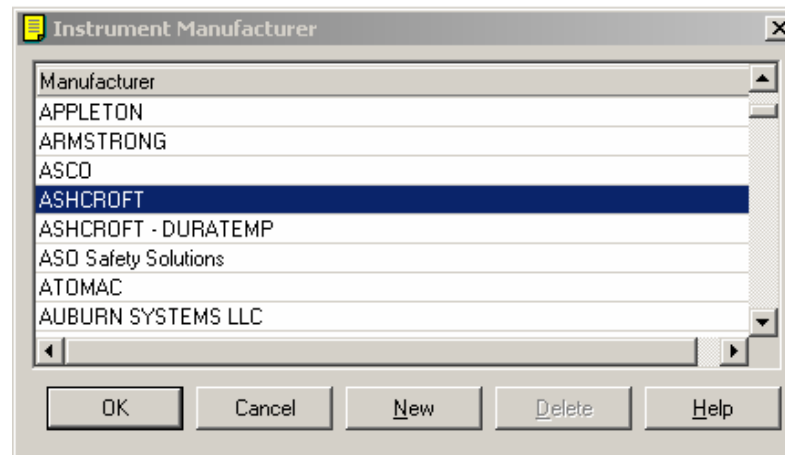 Instrument Manufacturer
Manufacturer
APPLETON
ARMSTRONG
ASCO
ASHCROFT
ASHCROFT - DURATEMP
ASO Safety Solutions
ATOMAC
AUBURN SYSTEMS LLC
OK Cancel New Delete Help